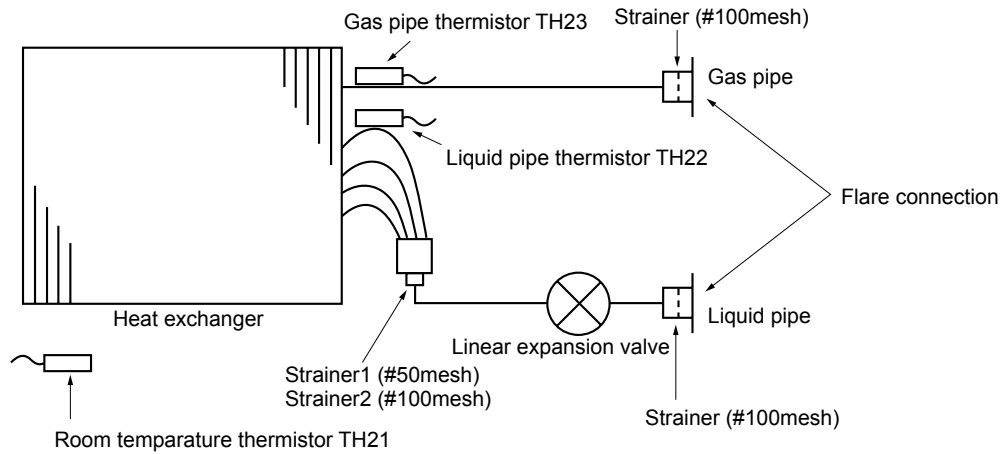 Gas pipe thermistor TH23
Strainer (#100mesh)
Gas pipe
Liquid pipe thermistor TH22
Flare connection
Heat exchanger
Liquid pipe
Linear expansion valve
Strainer1 (#50mesh)
Strainer2 (#100mesh)
Strainer (#100mesh)
Room temparature thermistor TH21